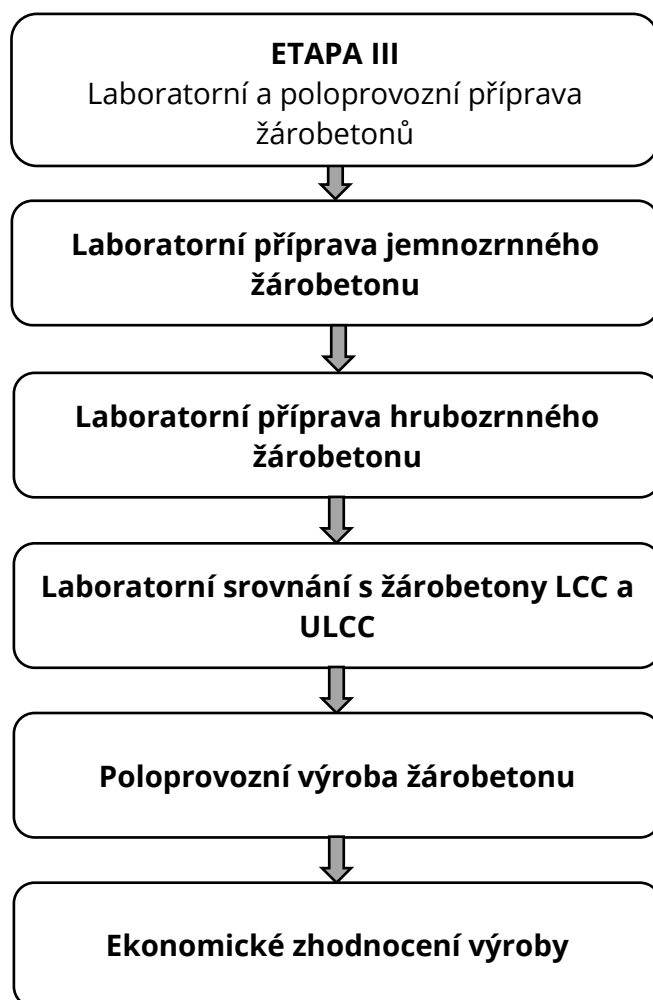 ETAPA III
Laboratorní a poloprovozní příprava
žárobetonů
Laboratorní příprava jemnozrnného
žárobetonu
Laboratorní příprava hrubozrnného
žárobetonu
Laboratorní srovnání s žárobetony LCC a
ULCC
Poloprovozní výroba žárobetonu
Ekonomické zhodnocení výroby